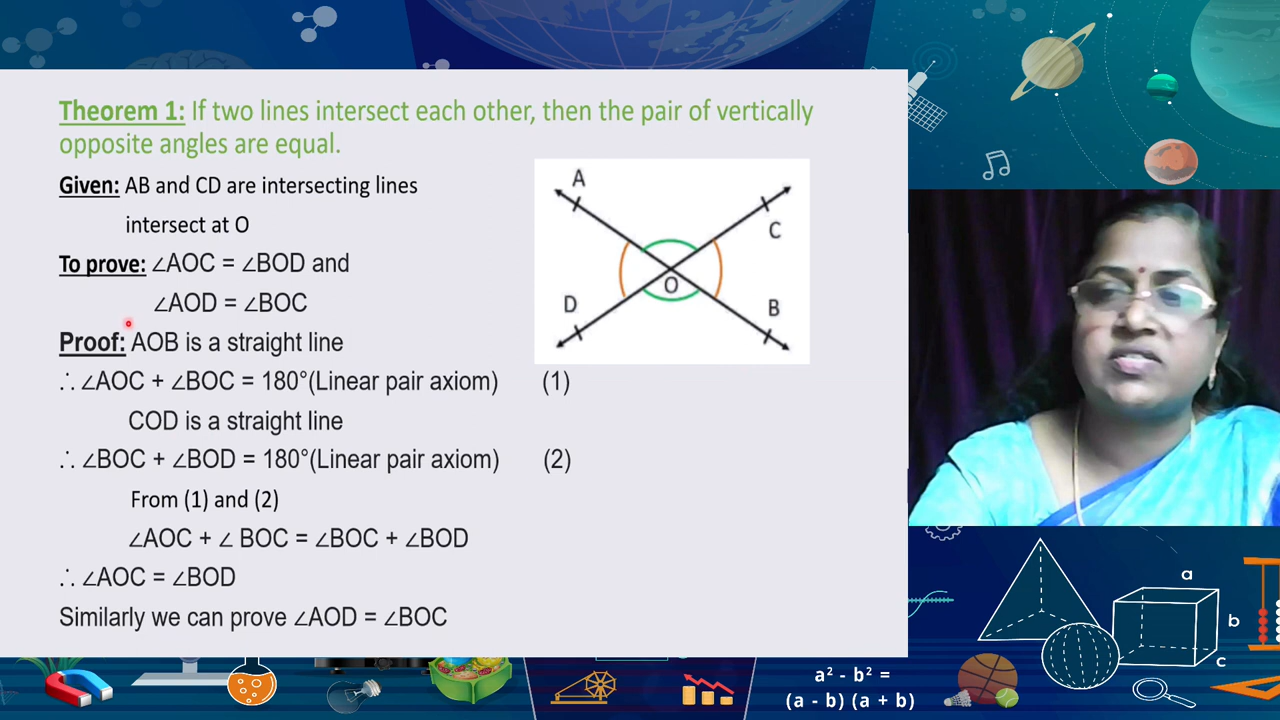 Theorem 1: If two lines intersect each other, then the pair of vertically
opposite angles are equal.
Given: AB and CD are intersecting lines
intersect at O
To prove: ∠AOC = ∠BOD and
∠AOD = ∠BOC
Proof: AOB is a straight line
∴ ∠AOC + ∠BOC = 180°(Linear pair axiom) (1)
COD is a straight line
∴ ∠BOC + ∠BOD = 180°(Linear pair axiom) (2)
From (1) and (2)
∠AOC + ∠ BOC = ∠BOC + ∠BOD
∴ ∠AOC = ∠BOD
Similarly we can prove ∠AOD = ∠BOC
A
C
O
D
B
a
b
c
a² - b² =
(a - b) (a + b)